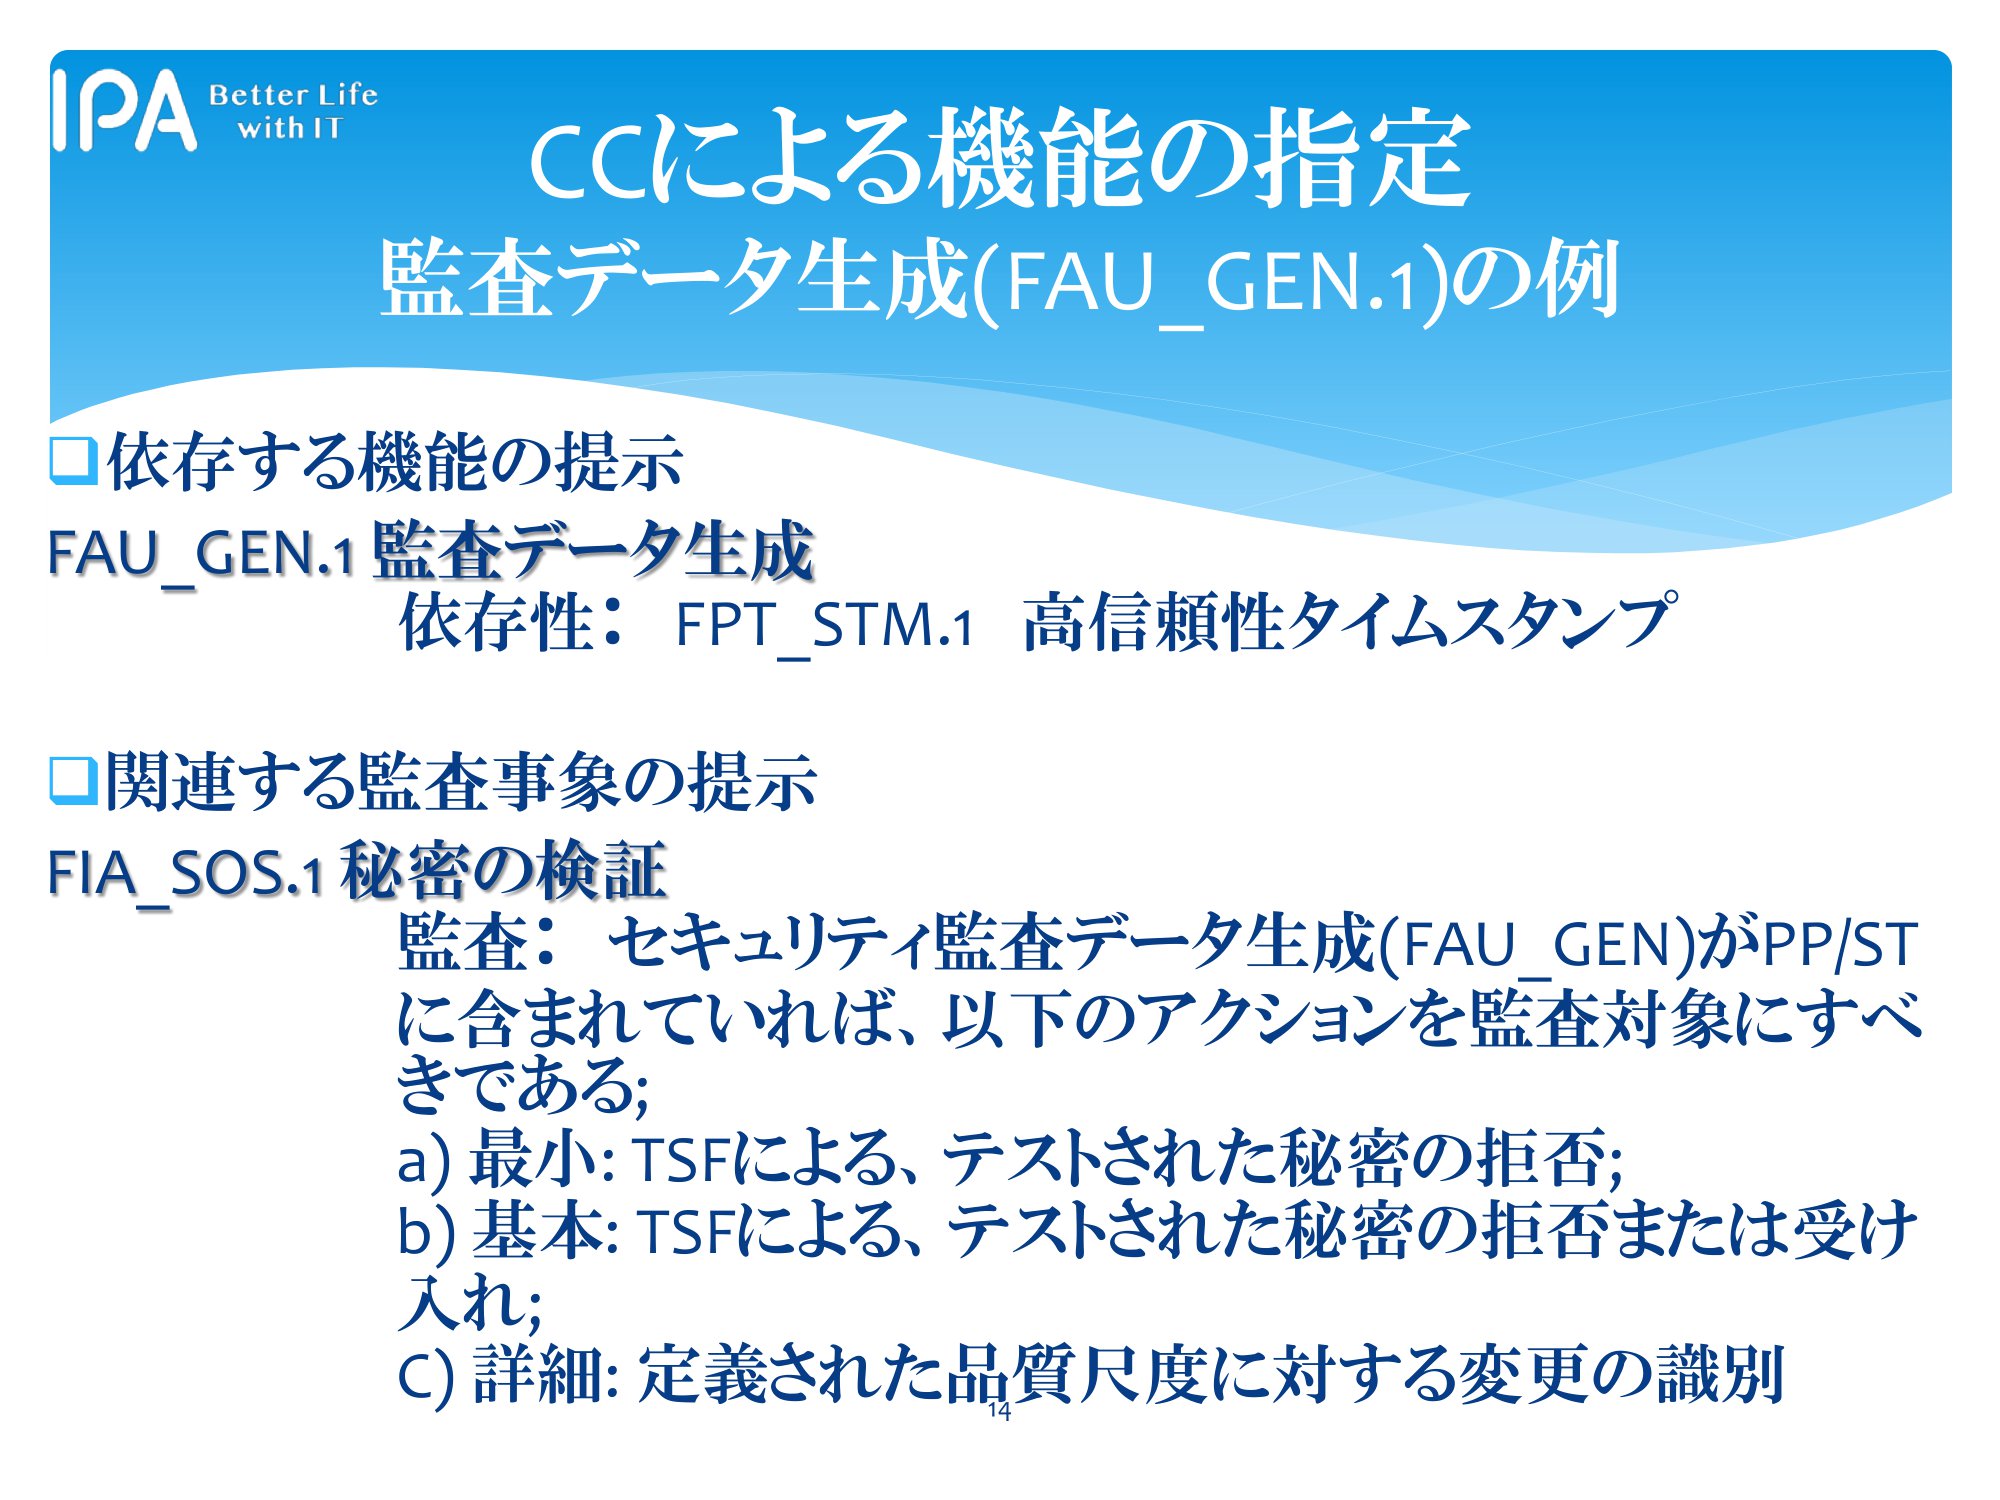 IPA Better Life
with IT
CCによる機能の指定
監査データ生成(FAU_GEN.1)の例
❑依存する機能の提示
FAU_GEN.1 監査データ生成
依存性： FPT_STM.1 高信頼性タイムスタンプ
❑関連する監査事象の提示
FIA_SOS.1 秘密の検証
監査： セキュリティ監査データ生成(FAU_GEN)がPP/ST
に含まれていれば、以下のアクションを監査対象にすべ
きである;
a) 最小: TSFによる、テストされた秘密の拒否;
b) 基本: TSFによる、テストされた秘密の拒否または受け
入れ;
C) 詳細: 定義された品質尺度に対する変更の識別
14